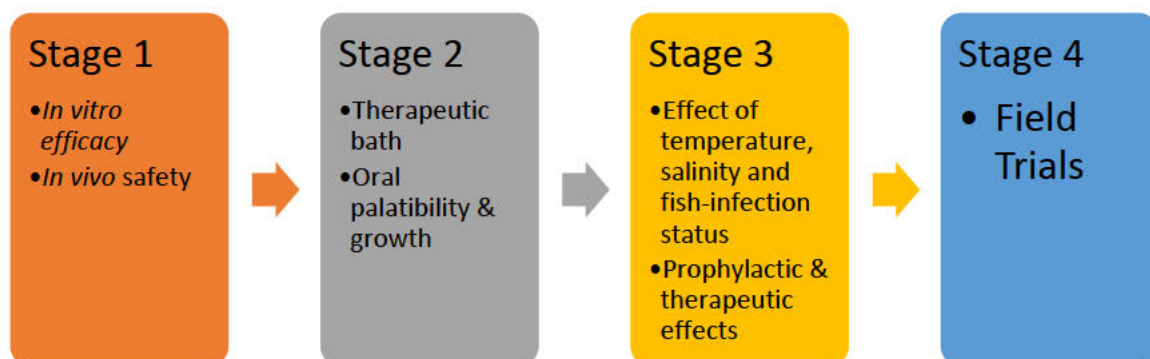 Stage 1
•In vitro
efficacy
•In vivo safety
Stage 2
•Therapeutic
bath
•Oral
palatibility &
growth
Stage 3
•Effect of
temperature,
salinity and
fish-infection
status
•Prophylactic &
therapeutic
effects
Stage 4
• Field
Trials